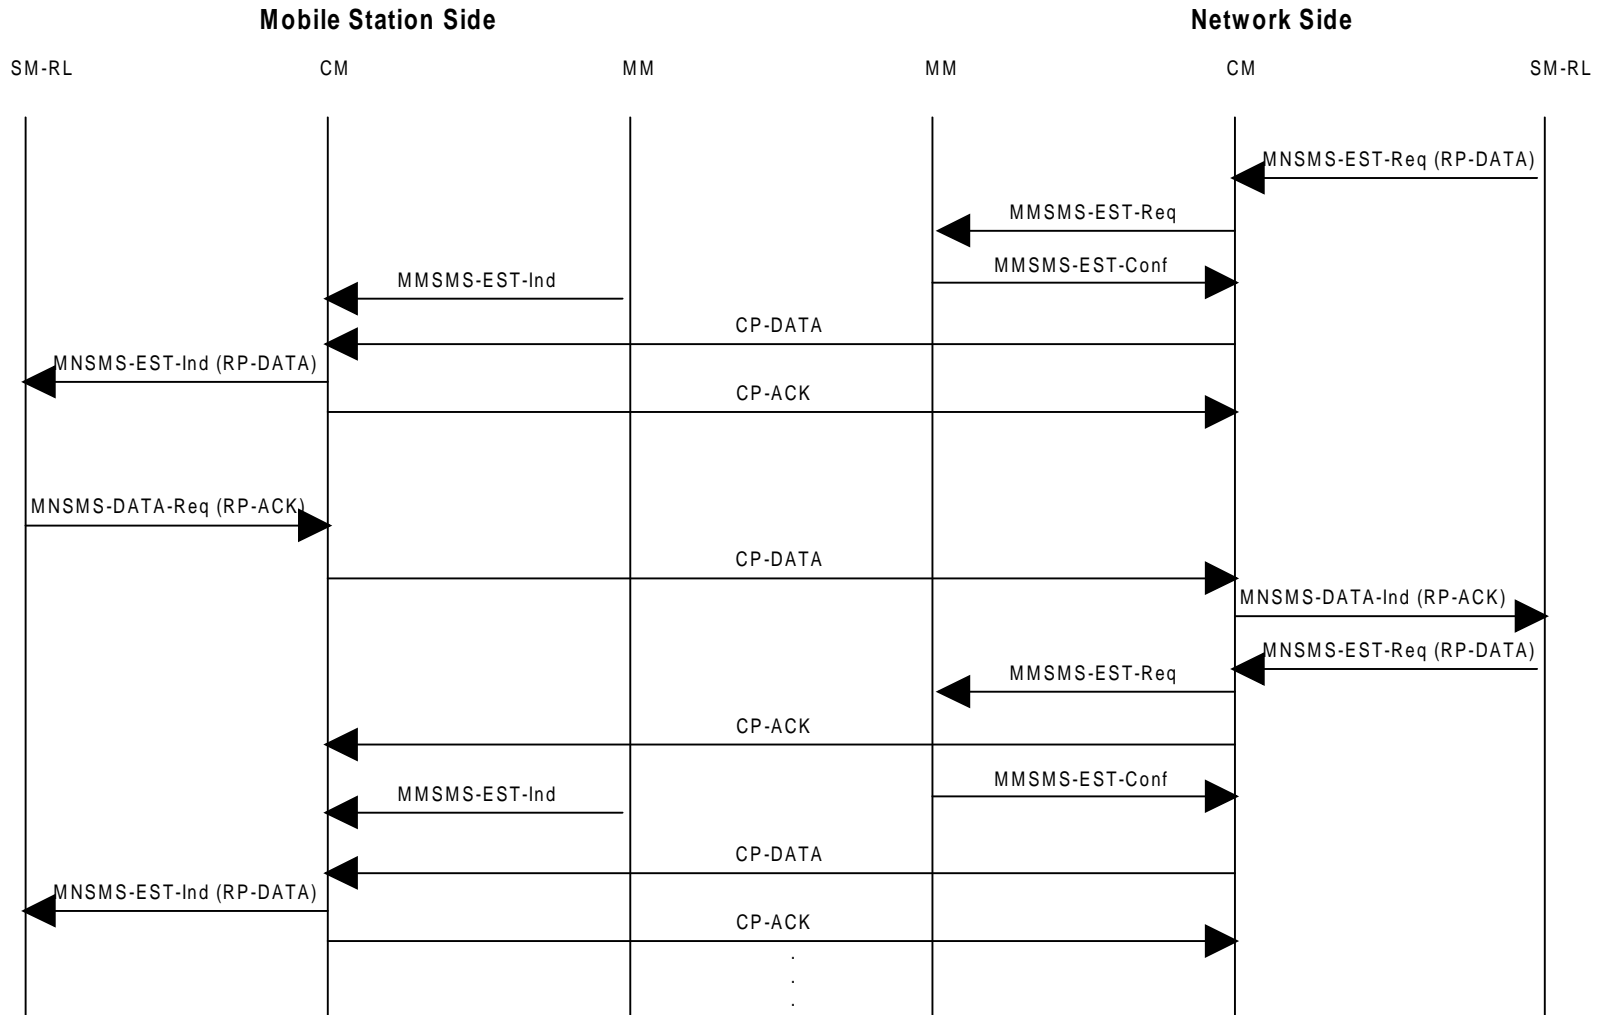 Mobile Station Side Network Side
SM-RL CM MM MM CM SM-RL
MNSMS-EST-Req (RP-DATA)
MMSMS-EST-Req
MMSMS-EST-Conf
MMSMS-EST-Ind
CP-DATA
MNSMS-EST-Ind (RP-DATA)
CP-ACK
MNSMS-DATA-Req (RP-ACK)
CP-DATA
MNSMS-DATA-Ind (RP-ACK)
MNSMS-EST-Req (RP-DATA)
MMSMS-EST-Req
CP-ACK
MMSMS-EST-Conf
MMSMS-EST-Ind
CP-DATA
MNSMS-EST-Ind (RP-DATA)
CP-ACK
.
.
.